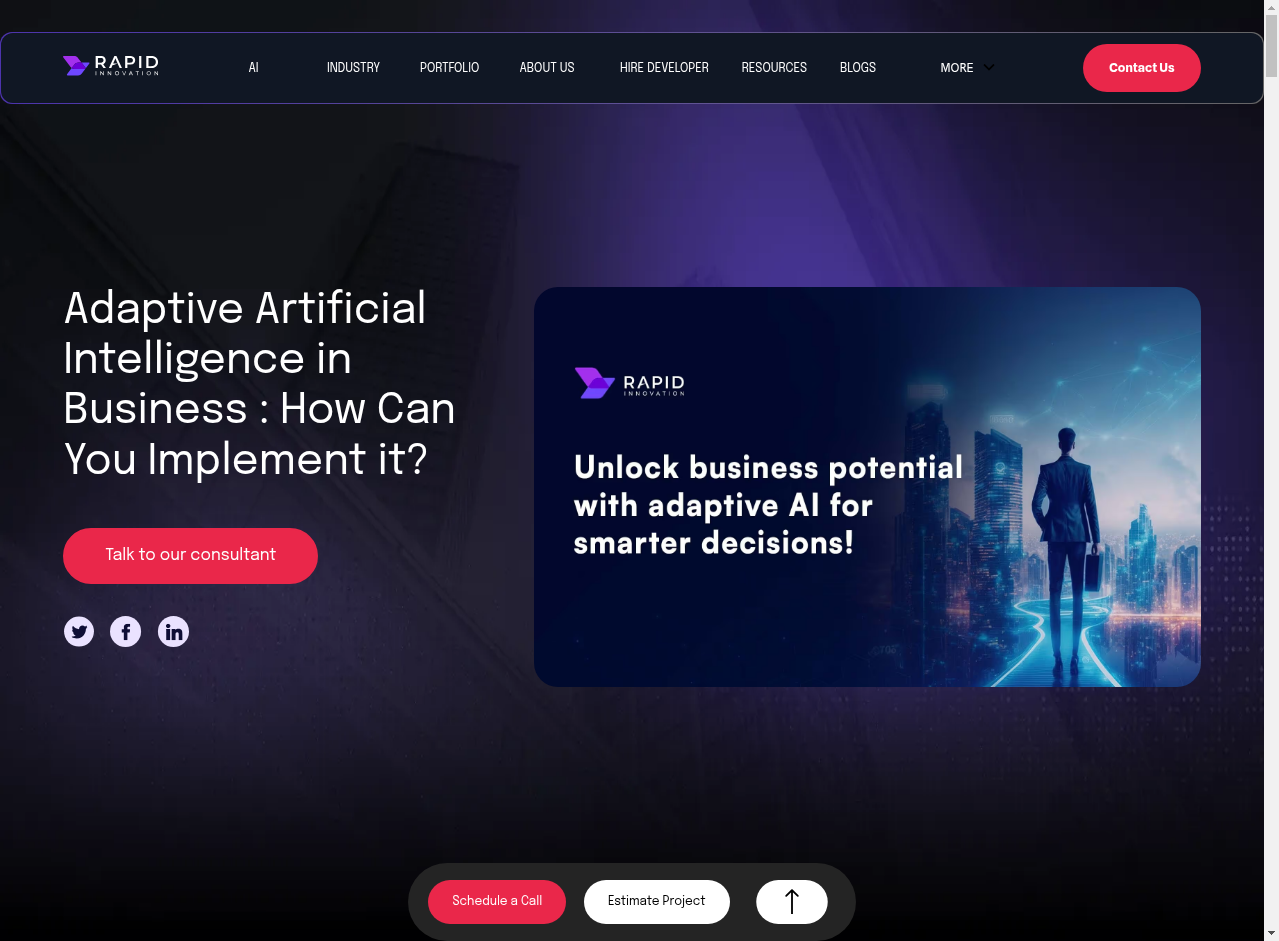 RAPID
INNOVATION
AI
INDUSTRY
PORTFOLIO
ABOUT US
HIRE DEVELOPER
RESOURCES
BLOGS
MORE
Contact Us
Adaptive Artificial
Intelligence in
Business : How Can
You Implement it?
Talk to our consultant
RAPID
INNOVATION
Unlock business potential
with adaptive AI for
smarter decisions!
Schedule a Call
Estimate Project